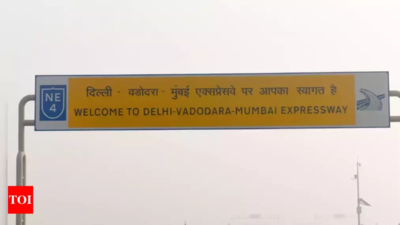 NE
4
दिल्ली - वडोदरा - मुंबई एक्सप्रेसवे पर आपका स्वागत है
WELCOME TO DELHI-VADODARA-MUMBAI EXPRESSWAY
TOI